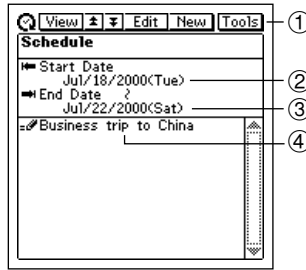 View Edit New Tools ①
Schedule
Start Date
Jul/18/2000(Tue) ②
End Date
Jul/22/2000(Sat) ③
Business trip to China
④